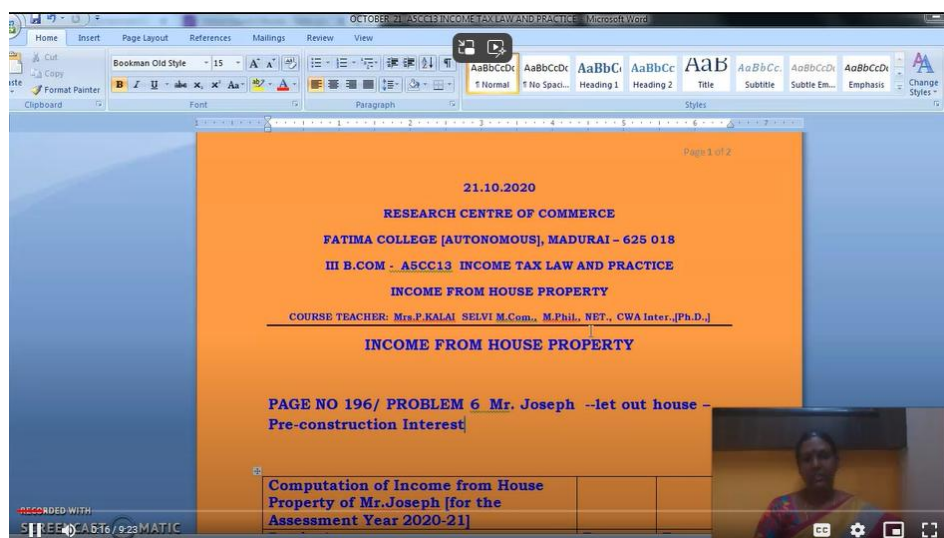 OCTOBER_21_A5CC13 INCOME TAX LAW AND PRACTICE - Microsoft Word
Home Insert Page Layout References Mailings Review View
Cut
Copy
Format Painter
Clipboard
Bookman Old Style 15
Font
Paragraph
AaBbCcDc AaBbCcDc AaBbC AaBbCc AaB AaBbCc. AaBbCcDi AaBbCcDi
¶ Normal ¶ No Spaci... Heading 1 Heading 2 Title Subtitle Subtle Em... Emphasis
Change Styles
Styles
Page 1 of 2
21.10.2020
RESEARCH CENTRE OF COMMERCE
FATIMA COLLEGE [AUTONOMOUS], MADURAI – 625 018
III B.COM - A5CC13 INCOME TAX LAW AND PRACTICE
INCOME FROM HOUSE PROPERTY
COURSE TEACHER: Mrs.P.KALAI SELVI M.Com., M.Phil., NET., CWA Inter.,[Ph.D.,]
INCOME FROM HOUSE PROPERTY
PAGE NO 196/ PROBLEM 6 Mr. Joseph --let out house –
Pre-construction Interest
Computation of Income from House
Property of Mr.Joseph [for the
Assessment Year 2020-21]
RECORDED WITH
SCREENCAST-O-MATIC
0:16 / 9:23
CC